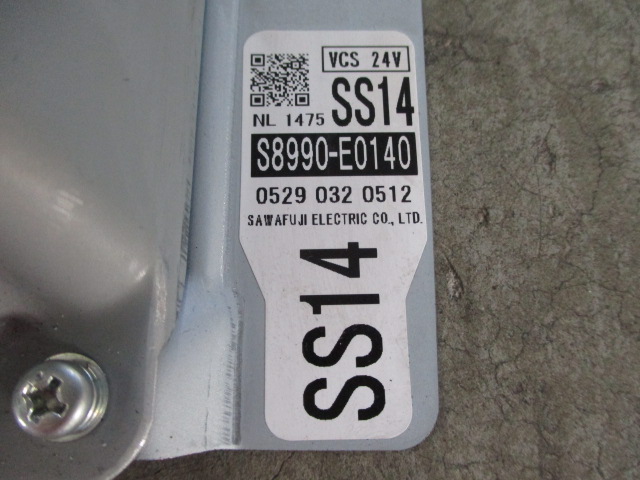 VCS 24V
NL 1475 SS14
S8990-E0140
0529 032 0512
SAWAFUJI ELECTRIC CO., LTD.
SS14